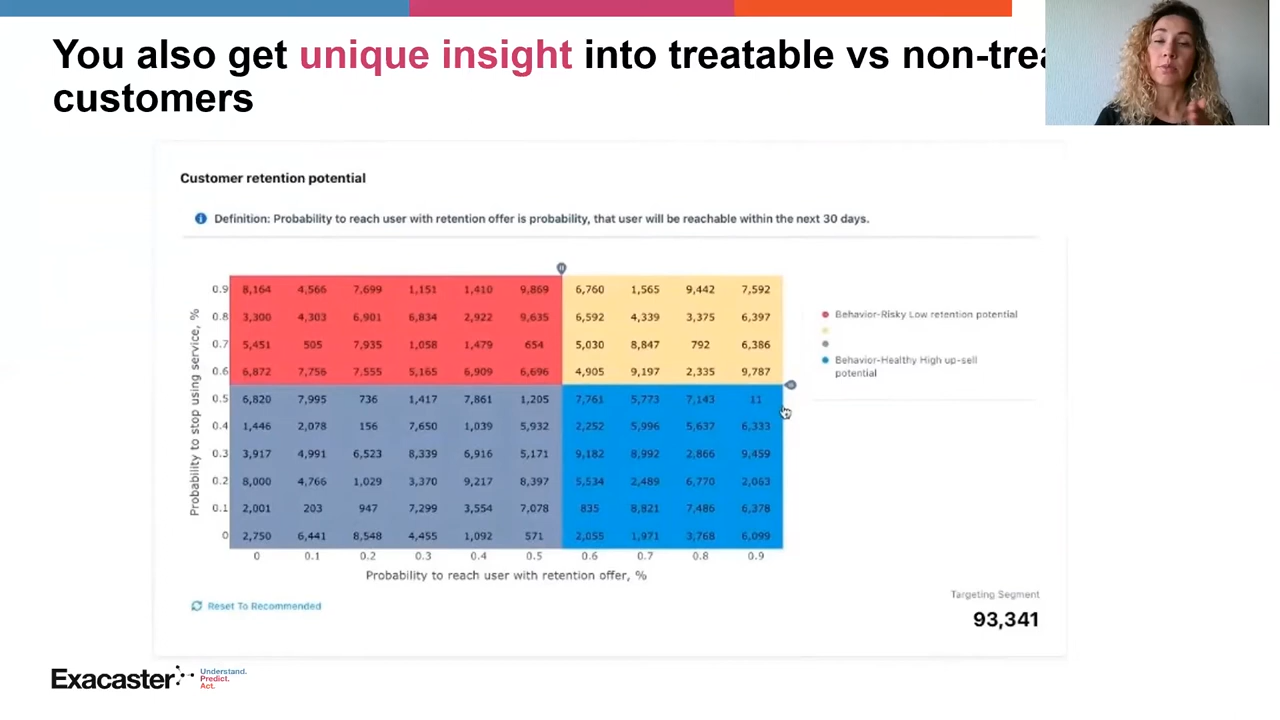 You also get unique insight into treatable vs non-trea
customers
Customer retention potential
Definition: Probability to reach user with retention offer is probability, that user will be reachable within the next 30 days.
Probability to stop using service, %
0.9 8,164 4,566 7,699 1,151 1,410 9,869 6,760 1,565 9,442 7,592
0.8 3,300 4,303 6,901 6,834 2,922 9,635 6,592 4,339 3,375 6,397
0.7 5,451 505 7,935 1,058 1,479 654 5,030 8,847 792 6,386
0.6 6,872 7,756 7,555 5,165 6,909 6,696 4,905 9,197 2,335 9,787
0.5 6,820 7,995 736 1,417 7,861 1,205 7,761 5,773 7,143 11
0.4 1,446 2,078 156 7,650 1,039 5,932 2,252 5,996 5,637 6,333
0.3 3,917 4,991 6,523 8,339 6,916 5,171 9,182 8,992 2,866 9,459
0.2 8,000 4,766 1,029 3,370 9,217 8,397 5,534 2,489 6,770 2,063
0.1 2,001 203 947 7,299 3,554 7,078 835 8,821 7,486 6,378
0 2,750 6,441 8,548 4,455 1,092 571 2,055 1,971 3,768 6,099
0 0.1 0.2 0.3 0.4 0.5 0.6 0.7 0.8 0.9
Probability to reach user with retention offer, %
Behavior-Risky Low retention potential
Behavior-Healthy High up-sell
potential
Reset To Recommended
Targeting Segment
93,341
Exacaster
Understand.
Predict.
Act.